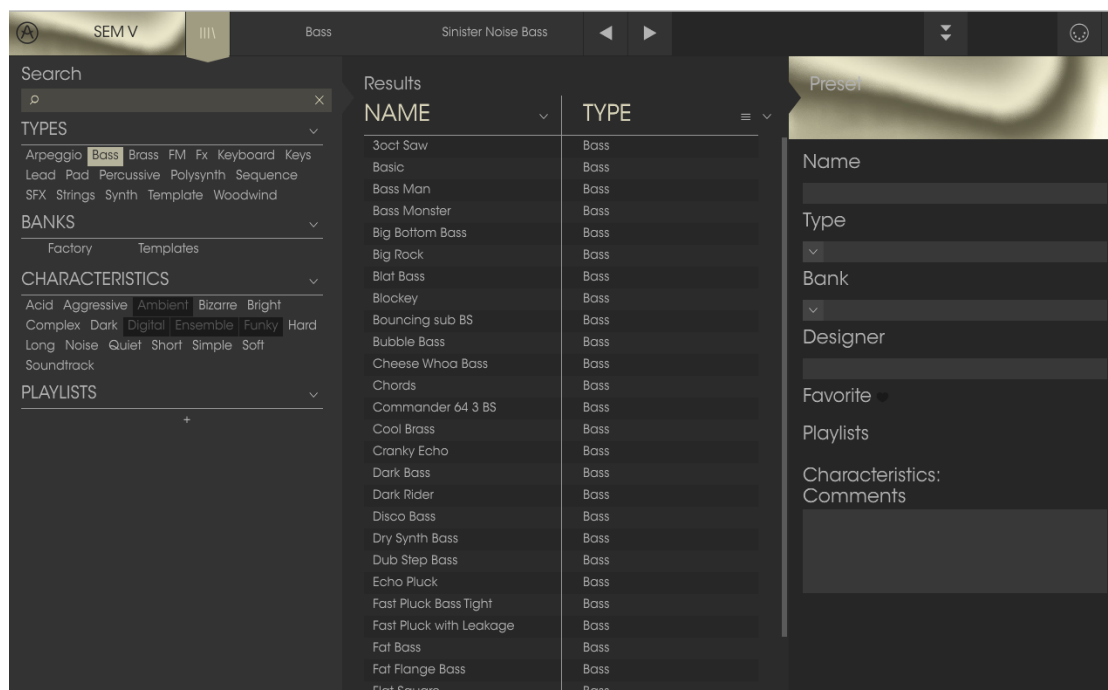 SEM V
Bass Sinister Noise Bass
Search
TYPES
Arpeggio Bass Brass FM Fx Keyboard Keys
Lead Pad Percussive Polysynth Sequence
SFX Strings Synth Template Woodwind
BANKS
Factory Templates
CHARACTERISTICS
Acid Aggressive Ambient Bizarre Bright
Complex Dark Digital Ensemble Funky Hard
Long Noise Quiet Short Simple Soft
Soundtrack
PLAYLISTS
+
Results
NAME TYPE
3oct Saw Bass
Basic Bass
Bass Man Bass
Bass Monster Bass
Big Bottom Bass Bass
Big Rock Bass
Blat Bass Bass
Blockey Bass
Bouncing sub BS Bass
Bubble Bass Bass
Cheese Whoa Bass Bass
Chords Bass
Commander 64 3 BS Bass
Cool Brass Bass
Cranky Echo Bass
Dark Bass Bass
Dark Rider Bass
Disco Bass Bass
Dry Synth Bass Bass
Dub Step Bass Bass
Echo Pluck Bass
Fast Pluck Bass Tight Bass
Fast Pluck with Leakage Bass
Fat Bass Bass
Fat Flange Bass Bass
Flat Square Bass
Preset
Name
Type
Bank
Designer
Favorite
Playlists
Characteristics:
Comments